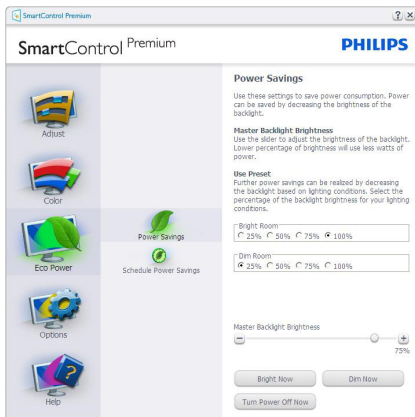 SmartControl Premium
? x
SmartControl Premium
PHILIPS
Adjust
Color
Eco Power
Options
Help
Power Savings
Schedule Power Savings
Power Savings
Use these settings to save power consumption. Power
can be saved by decreasing the brightness of the
backlight.
Master Backlight Brightness
Use the slider to adjust the brightness of the backlight.
Lower percentage of brightness will use less watts of
power.
Use Preset
Further power savings can be realized by decreasing
the backlight based on lighting conditions. Select the
percentage of the backlight brightness for your lighting
conditions.
Bright Room
25% 50% 75% 100%
Dim Room
25% 50% 75% 100%
Master Backlight Brightness
- +
75%
Bright Now Dim Now
Turn Power Off Now